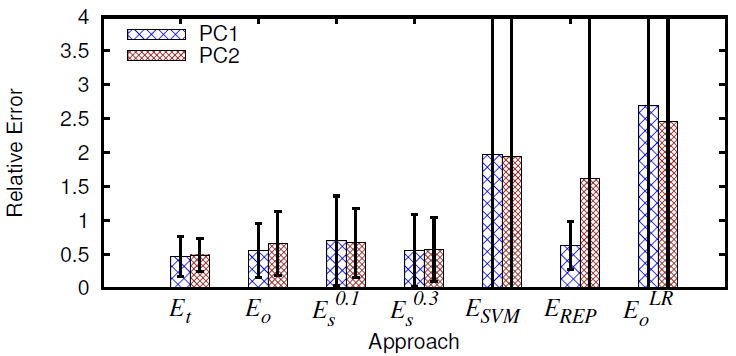 4
3.5
3
2.5
2
1.5
1
0.5
0
Relative Error
PC1
PC2
E_t E_o E_s^0.1 E_s^0.3 E_SVM E_REP E_o^LR
Approach